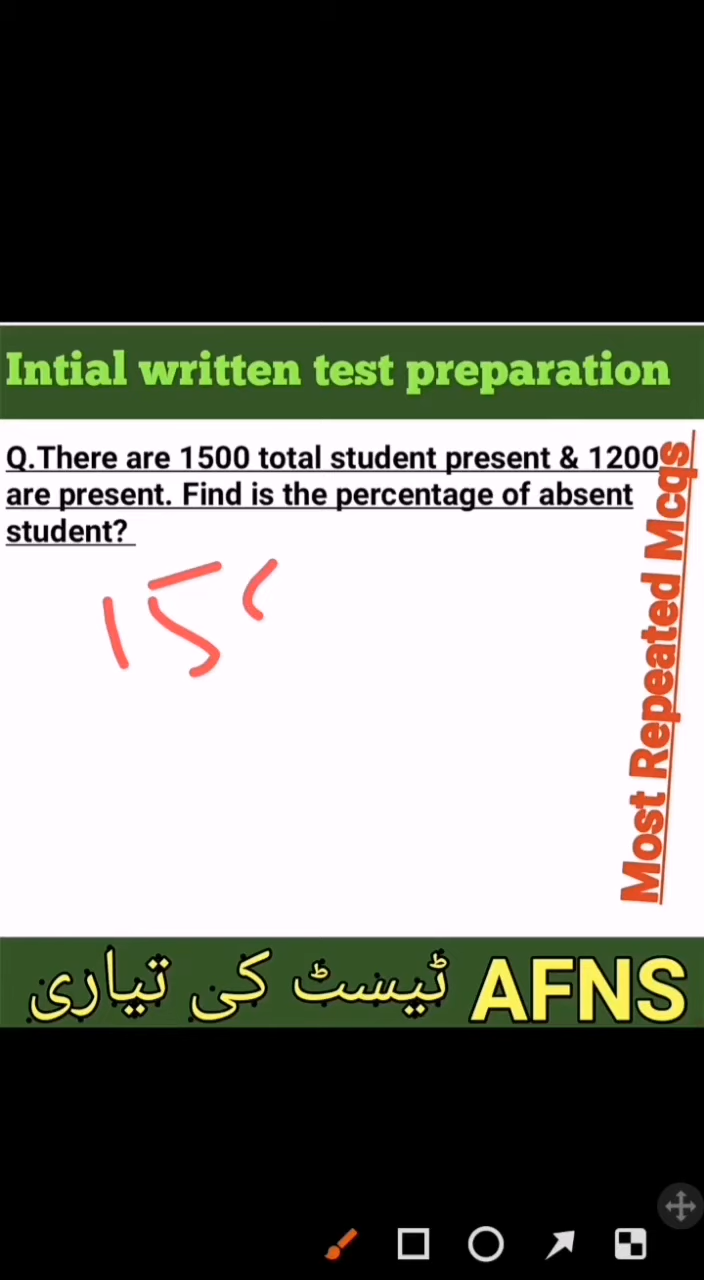 Intial written test preparation
Q.There are 1500 total student present & 1200
are present. Find is the percentage of absent
student?
150
Most Repeated Mcqs
AFNS ٹیسٹ کی تیاری